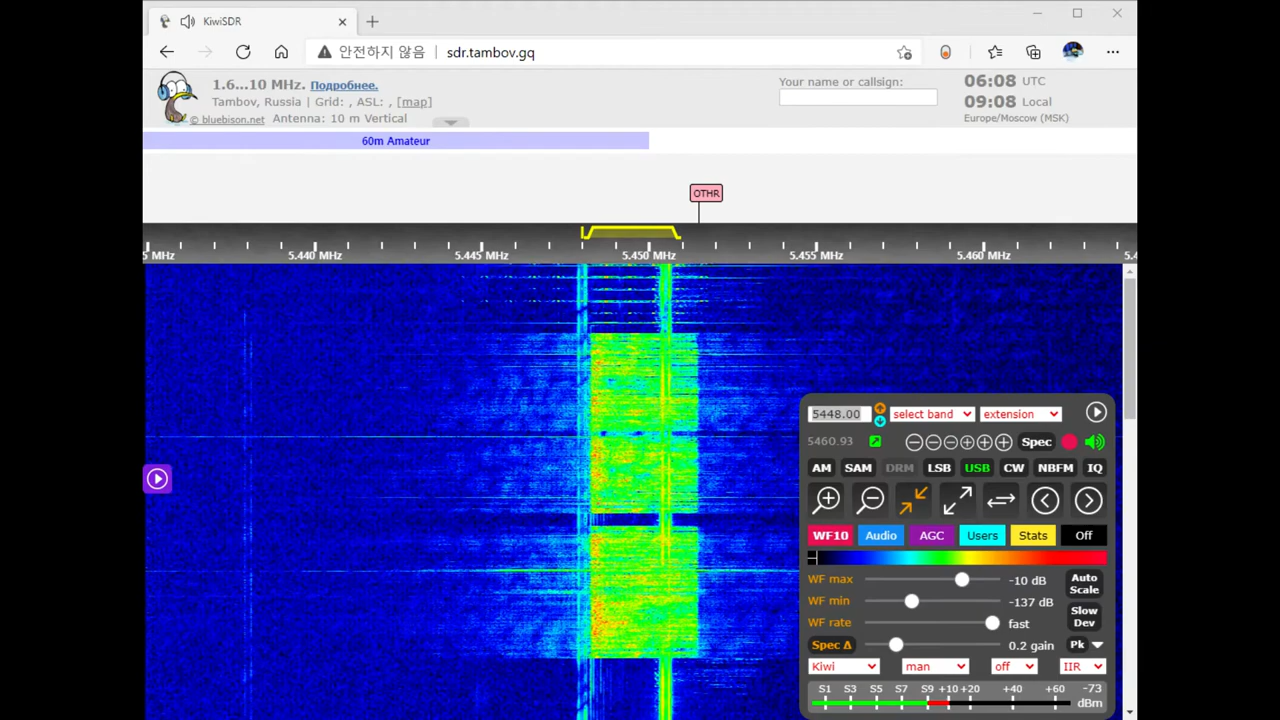 KiwiSDR
안전하지 않음 sdr.tambov.gq
1.6...10 MHz. Подробнее.
Tambov, Russia | Grid: , ASL: , [map]
© bluebison.net Antenna: 10 m Vertical
Your name or callsign:
06:08 UTC
09:08 Local
Europe/Moscow (MSK)
60m Amateur
OTHR
5 MHz 5.440 MHz 5.445 MHz 5.450 MHz 5.455 MHz 5.460 MHz 5.4
5448.00 select band extension
5460.93 Spec
AM SAM DRM LSB USB CW NBFM IQ
WF10 Audio AGC Users Stats Off
WF max -10 dB Auto Scale
WF min -137 dB
WF rate fast Slow Dev
Spec Δ 0.2 gain Pk
Kiwi man off IIR
S1 S3 S5 S7 S9 +10 +20 +40 +60 -73 dBm